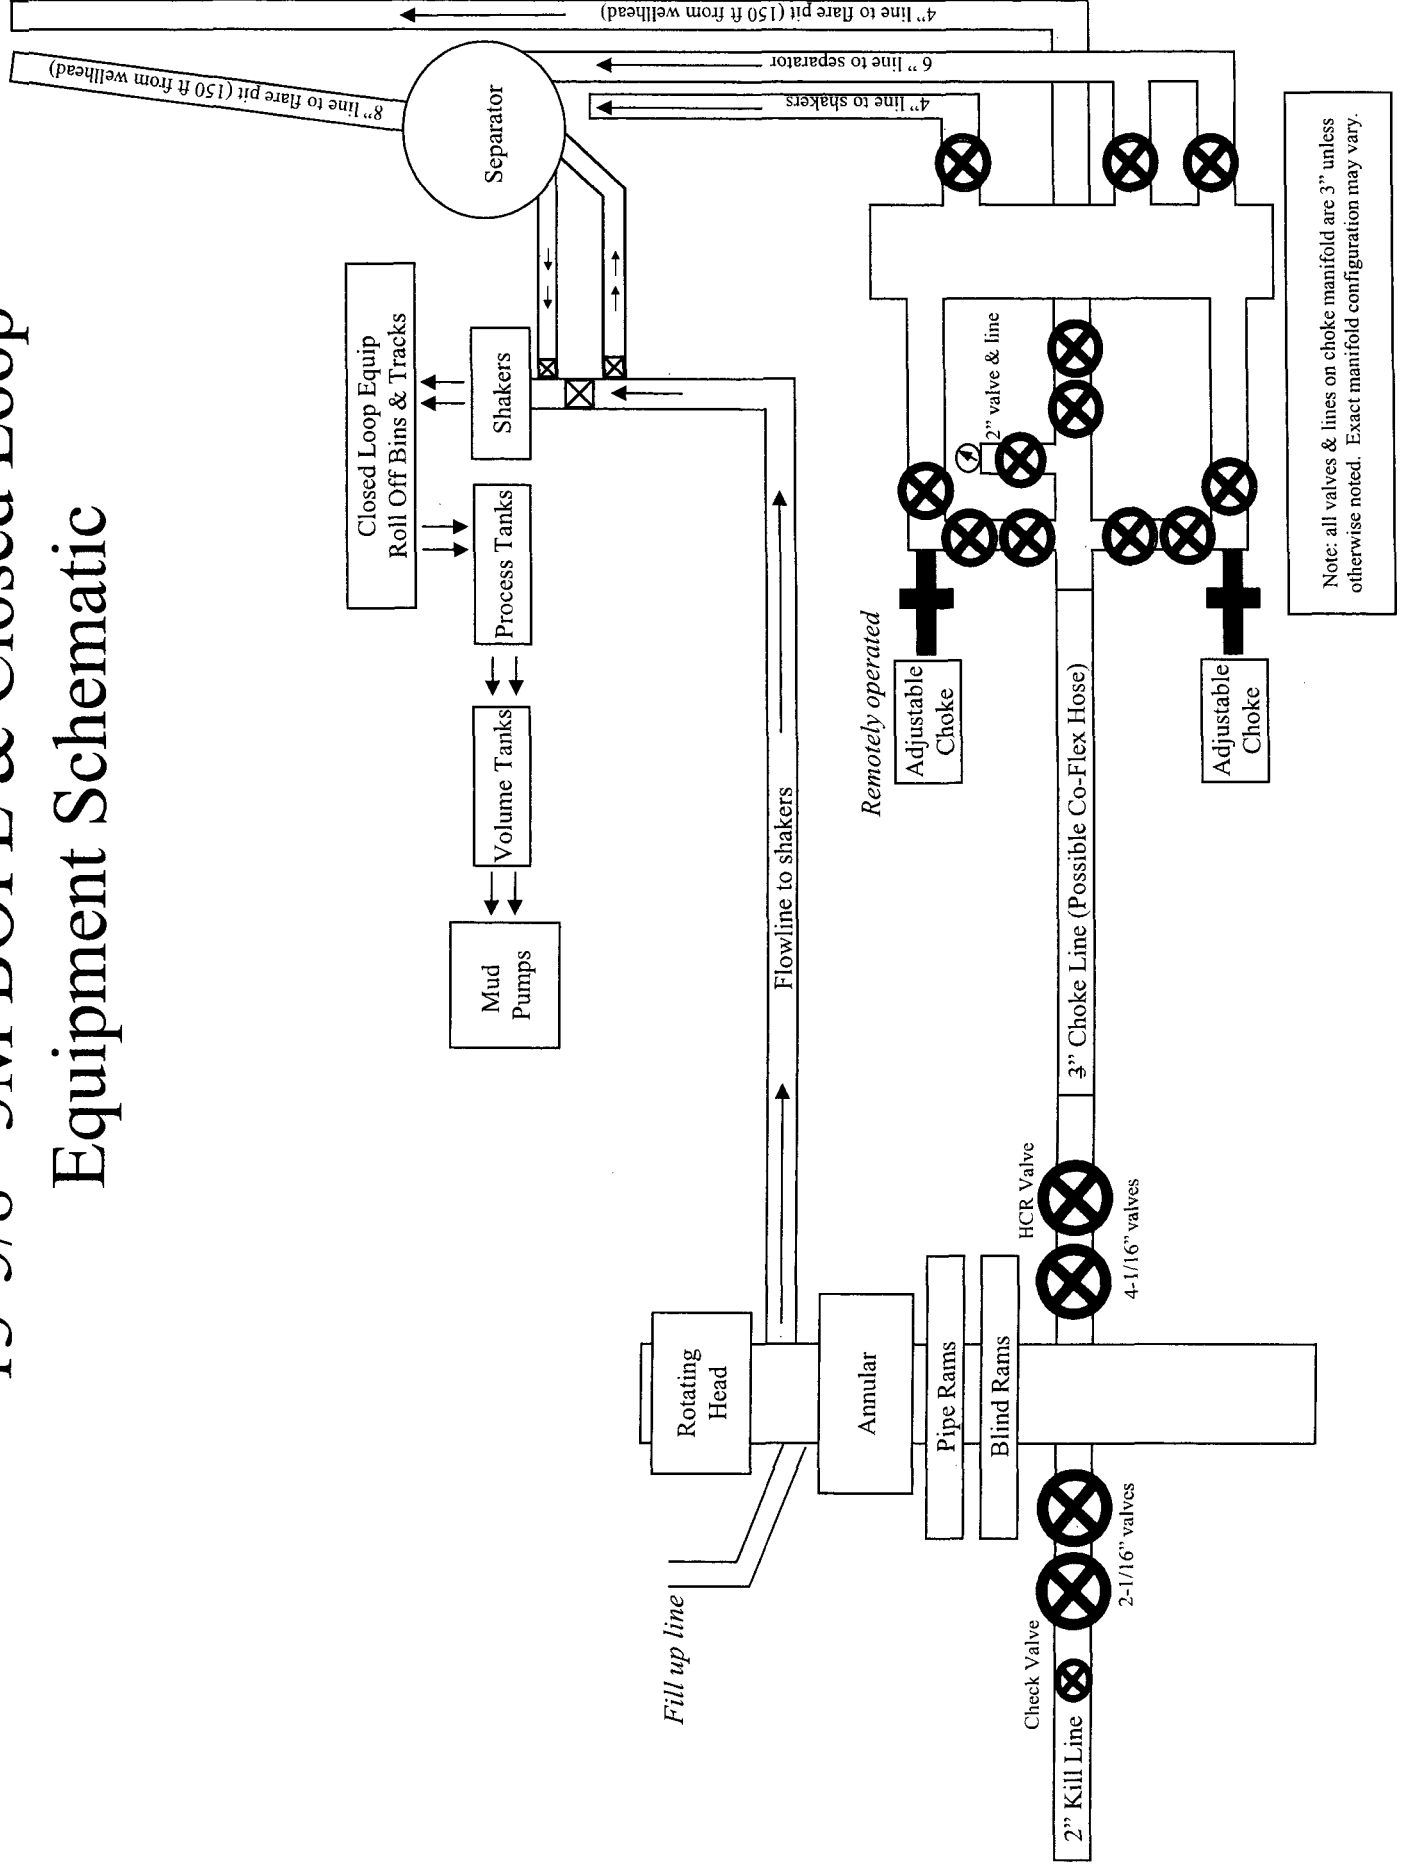 Equipment Schematic
4” line to flare pit (150 ft from wellhead)
8” line to flare pit (150 ft from wellhead)
6” line to separator
4” line to shakers
Separator
Closed Loop Equip
Roll Off Bins & Tracks
Shakers
Process Tanks
Volume Tanks
Mud
Pumps
Flowline to shakers
Rotating
Head
Fill up line
Annular
Pipe Rams
Blind Rams
Check Valve
2” Kill Line
2-1/16” valves
HCR Valve
4-1/16” valves
3” Choke Line (Possible Co-Flex Hose)
Remotely operated
Adjustable
Choke
Adjustable
Choke
2” valve & line
Note: all valves & lines on choke manifold are 3” unless
otherwise noted.  Exact manifold configuration may vary.